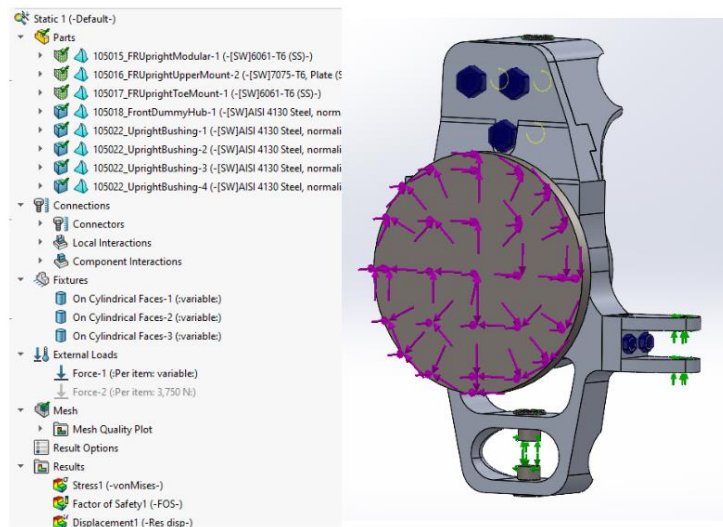 Static 1 (-Default-)
Parts
105015_FRUprightModular-1 (-[SW]6061-T6 (SS)-)
105016_FRUprightUpperMount-2 (-[SW]7075-T6, Plate (S
105017_FRUprightToeMount-1 (-[SW]6061-T6 (SS)-)
105018_FrontDummyHub-1 (-[SW]AISI 4130 Steel, normali
105022_UprightBushing-1 (-[SW]AISI 4130 Steel, normali
105022_UprightBushing-2 (-[SW]AISI 4130 Steel, normali
105022_UprightBushing-3 (-[SW]AISI 4130 Steel, normali
105022_UprightBushing-4 (-[SW]AISI 4130 Steel, normali
Connections
Connectors
Local Interactions
Component Interactions
Fixtures
On Cylindrical Faces-1 (:variable:)
On Cylindrical Faces-2 (:variable:)
On Cylindrical Faces-3 (:variable:)
External Loads
Force-1 (:Per item: variable:)
Force-2 (:Per item: 3,750 N:)
Mesh
Mesh Quality Plot
Result Options
Results
Stress1 (-vonMises-)
Factor of Safety1 (-FOS-)
Displacement1 (-Res disp-)